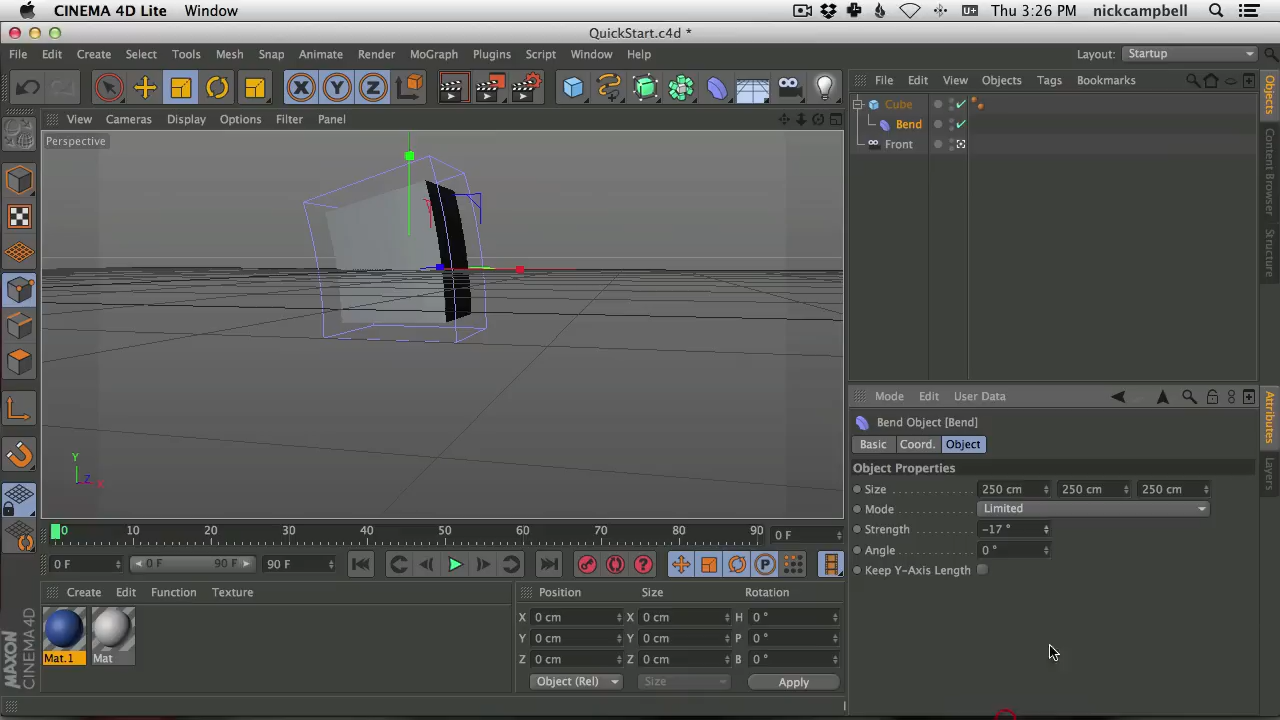 CINEMA 4D Lite Window Thu 3:26 PM nickcampbell
QuickStart.c4d *
File Edit Create Select Tools Mesh Snap Animate Render MoGraph Plugins Script Window Help Layout: Startup
File Edit View Objects Tags Bookmarks
View Cameras Display Options Filter Panel
Perspective
Cube
Bend
Front
Objects
Content Browser
Structure
Mode Edit User Data
Bend Object [Bend]
Basic Coord. Object
Object Properties
Size 250 cm 250 cm 250 cm
Mode Limited
Strength -17 °
Angle 0 °
Keep Y-Axis Length
Attributes
Layers
Y
Z X
0 10 20 30 40 50 60 70 80 90 0 F
0 F 0 F 90 F 90 F
Create Edit Function Texture
Mat.1 Mat
Position Size Rotation
X 0 cm X 0 cm H 0 °
Y 0 cm Y 0 cm P 0 °
Z 0 cm Z 0 cm B 0 °
Object (Rel) Size Apply
MAXON
CINEMA 4D